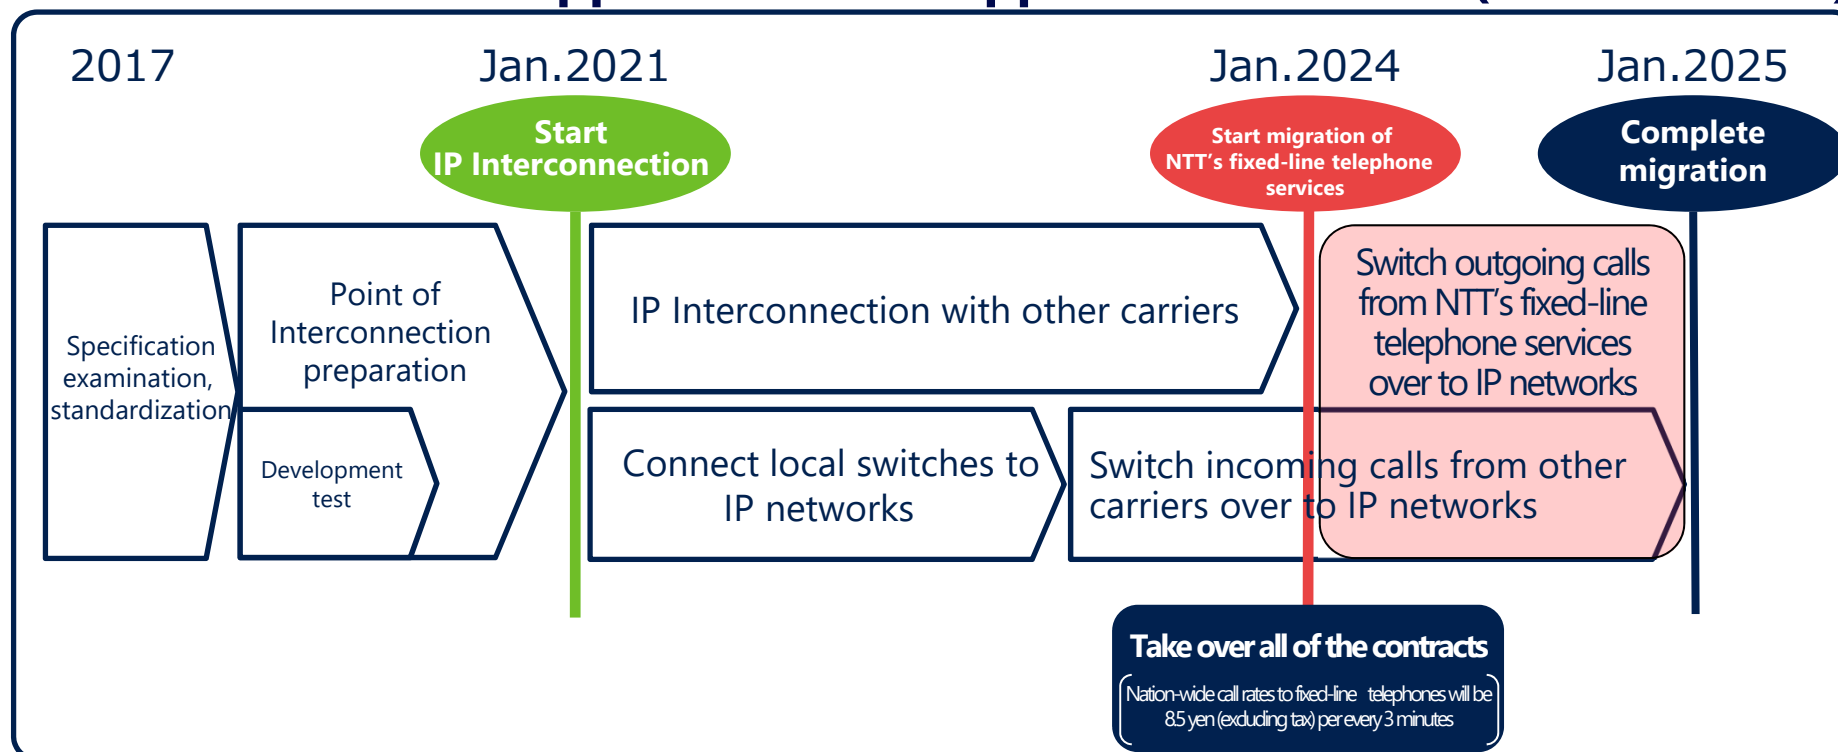 2017
Jan.2021
Jan.2024
Jan.2025
Start
IP Interconnection
Start migration of
NTT's fixed-line telephone
services
Complete
migration
Specification
examination,
standardization
Point of
Interconnection
preparation
Development
test
IP Interconnection with other carriers
Connect local switches to
IP networks
Switch outgoing calls
from NTT's fixed-line
telephone services
over to IP networks
Switch incoming calls from other
carriers over to IP networks
Take over all of the contracts
Nation-wide call rates to fixed-line telephones will be
8.5 yen (excluding tax) per every 3 minutes